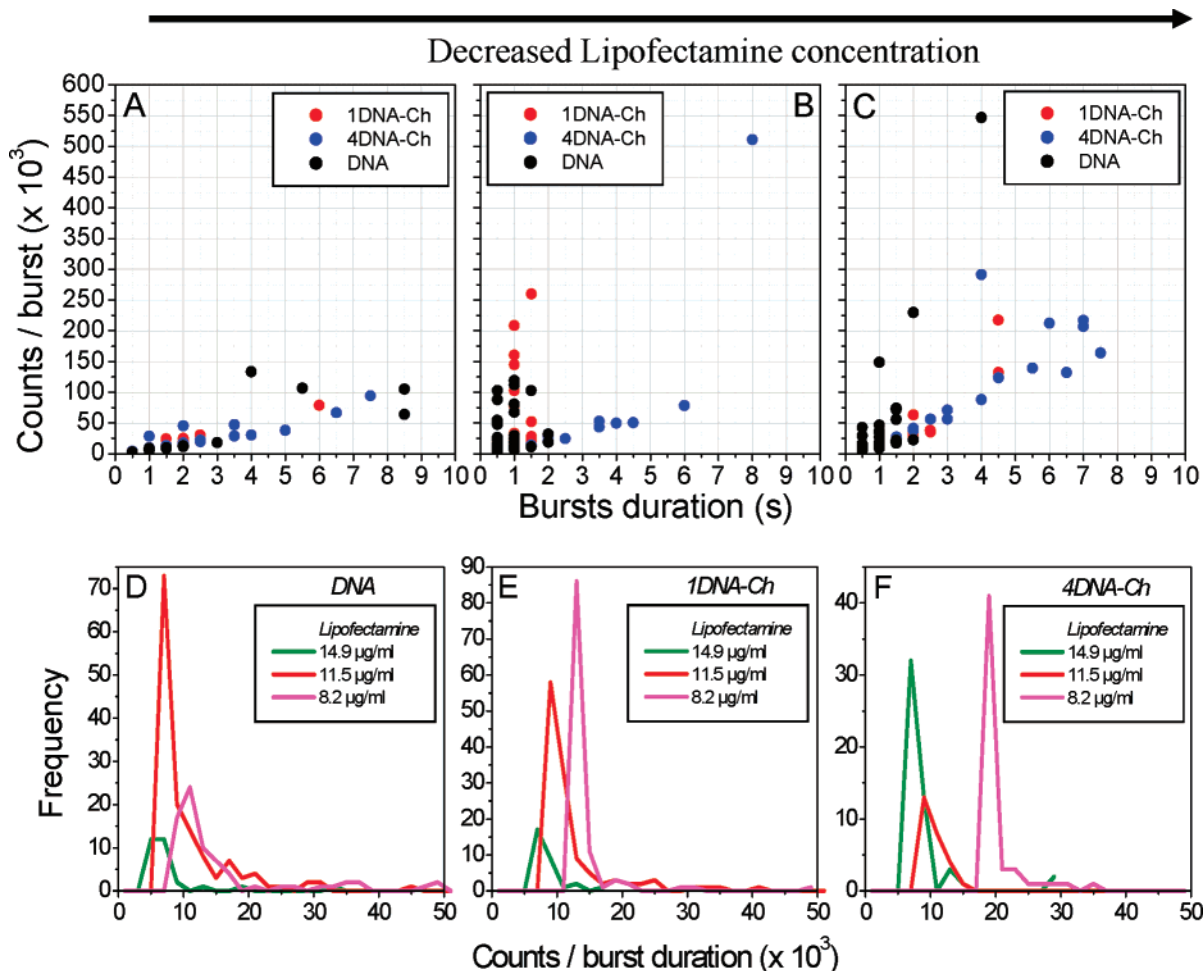 Decreased Lipofectamine concentration
Counts / burst (x 10³)
600
550
500
450
400
350
300
250
200
150
100
50
0
A
1DNA-Ch
4DNA-Ch
DNA
B
1DNA-Ch
4DNA-Ch
DNA
C
1DNA-Ch
4DNA-Ch
DNA
0 1 2 3 4 5 6 7 8 9 10
0 1 2 3 4 5 6 7 8 9 10
0 1 2 3 4 5 6 7 8 9 10
Bursts duration (s)
Frequency
D
DNA
Lipofectamine
14.9 µg/ml
11.5 µg/ml
8.2 µg/ml
70
60
50
40
30
20
10
0
0 10 20 30 40 50
E
1DNA-Ch
Lipofectamine
14.9 µg/ml
11.5 µg/ml
8.2 µg/ml
90
80
70
60
50
40
30
20
10
0
0 10 20 30 40 50
F
4DNA-Ch
Lipofectamine
14.9 µg/ml
11.5 µg/ml
8.2 µg/ml
40
30
20
10
0
0 10 20 30 40 50
Counts / burst duration (x 10³)